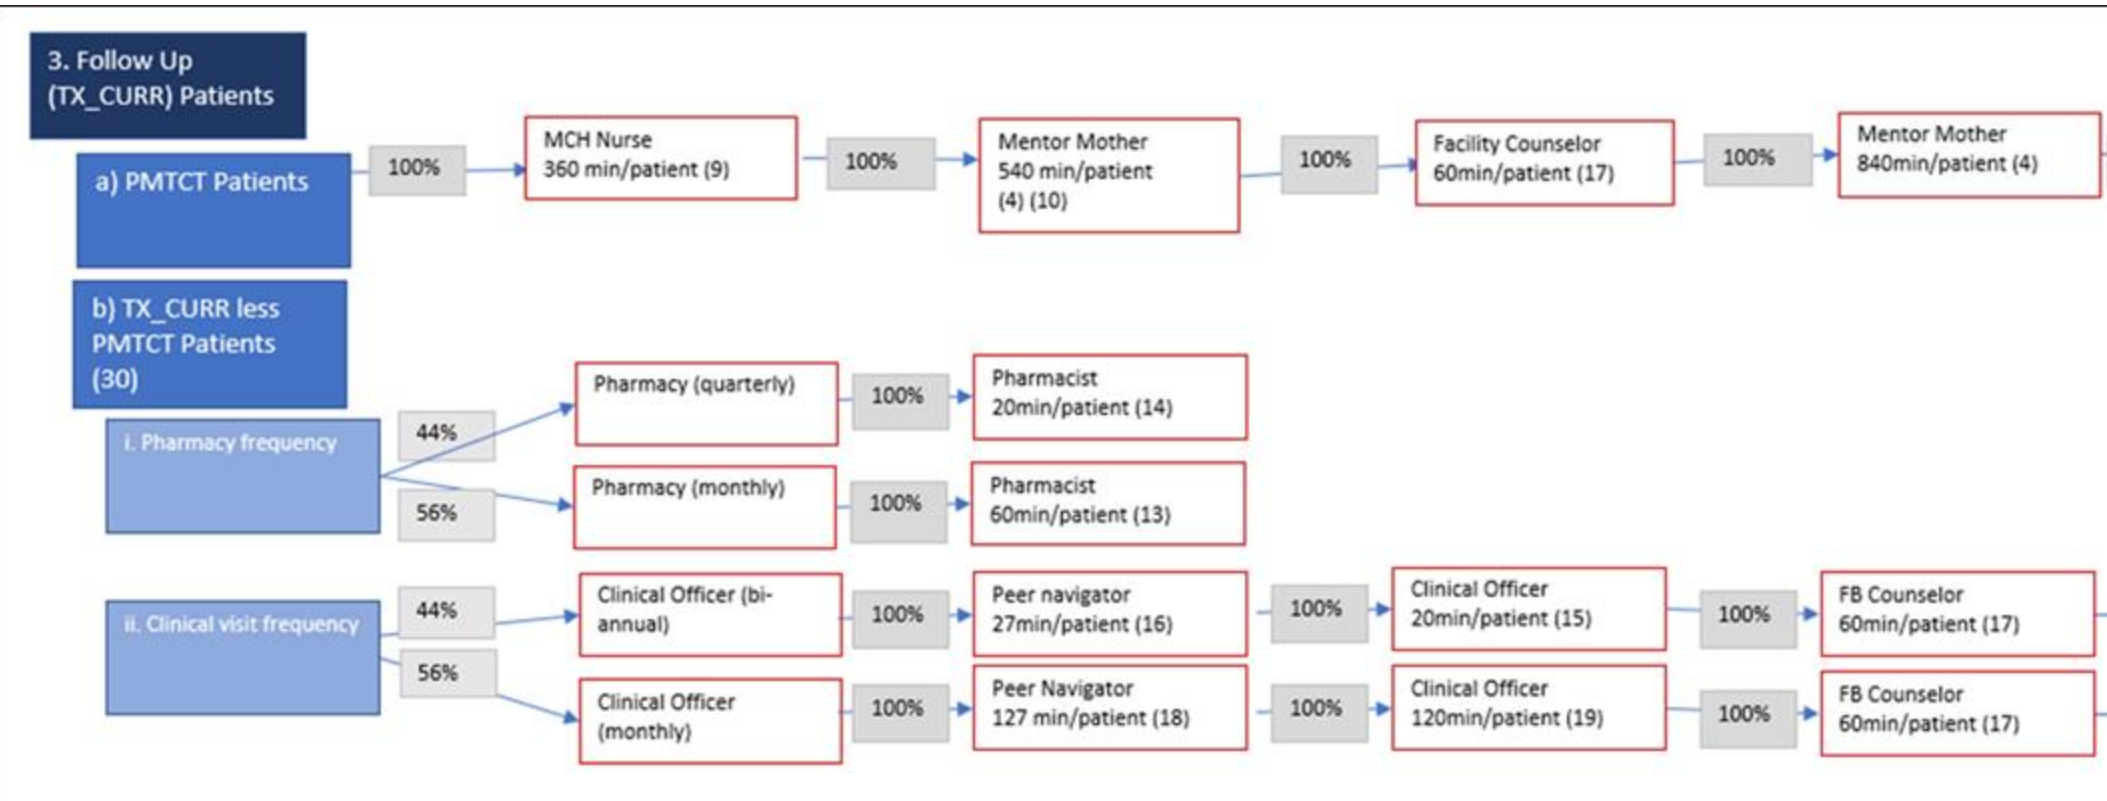 3. Follow Up
(TX_CURR) Patients
a) PMTCT Patients
100%
MCH Nurse
360 min/patient (9)
100%
Mentor Mother
540 min/patient
(4) (10)
100%
Facility Counselor
60min/patient (17)
100%
Mentor Mother
840min/patient (4)
b) TX_CURR less
PMTCT Patients
(30)
i. Pharmacy frequency
44%
Pharmacy (quarterly)
100%
Pharmacist
20min/patient (14)
56%
Pharmacy (monthly)
100%
Pharmacist
60min/patient (13)
ii. Clinical visit frequency
44%
Clinical Officer (bi-
annual)
100%
Peer navigator
27min/patient (16)
100%
Clinical Officer
20min/patient (15)
100%
FB Counselor
60min/patient (17)
56%
Clinical Officer
(monthly)
100%
Peer Navigator
127 min/patient (18)
100%
Clinical Officer
120min/patient (19)
100%
FB Counselor
60min/patient (17)